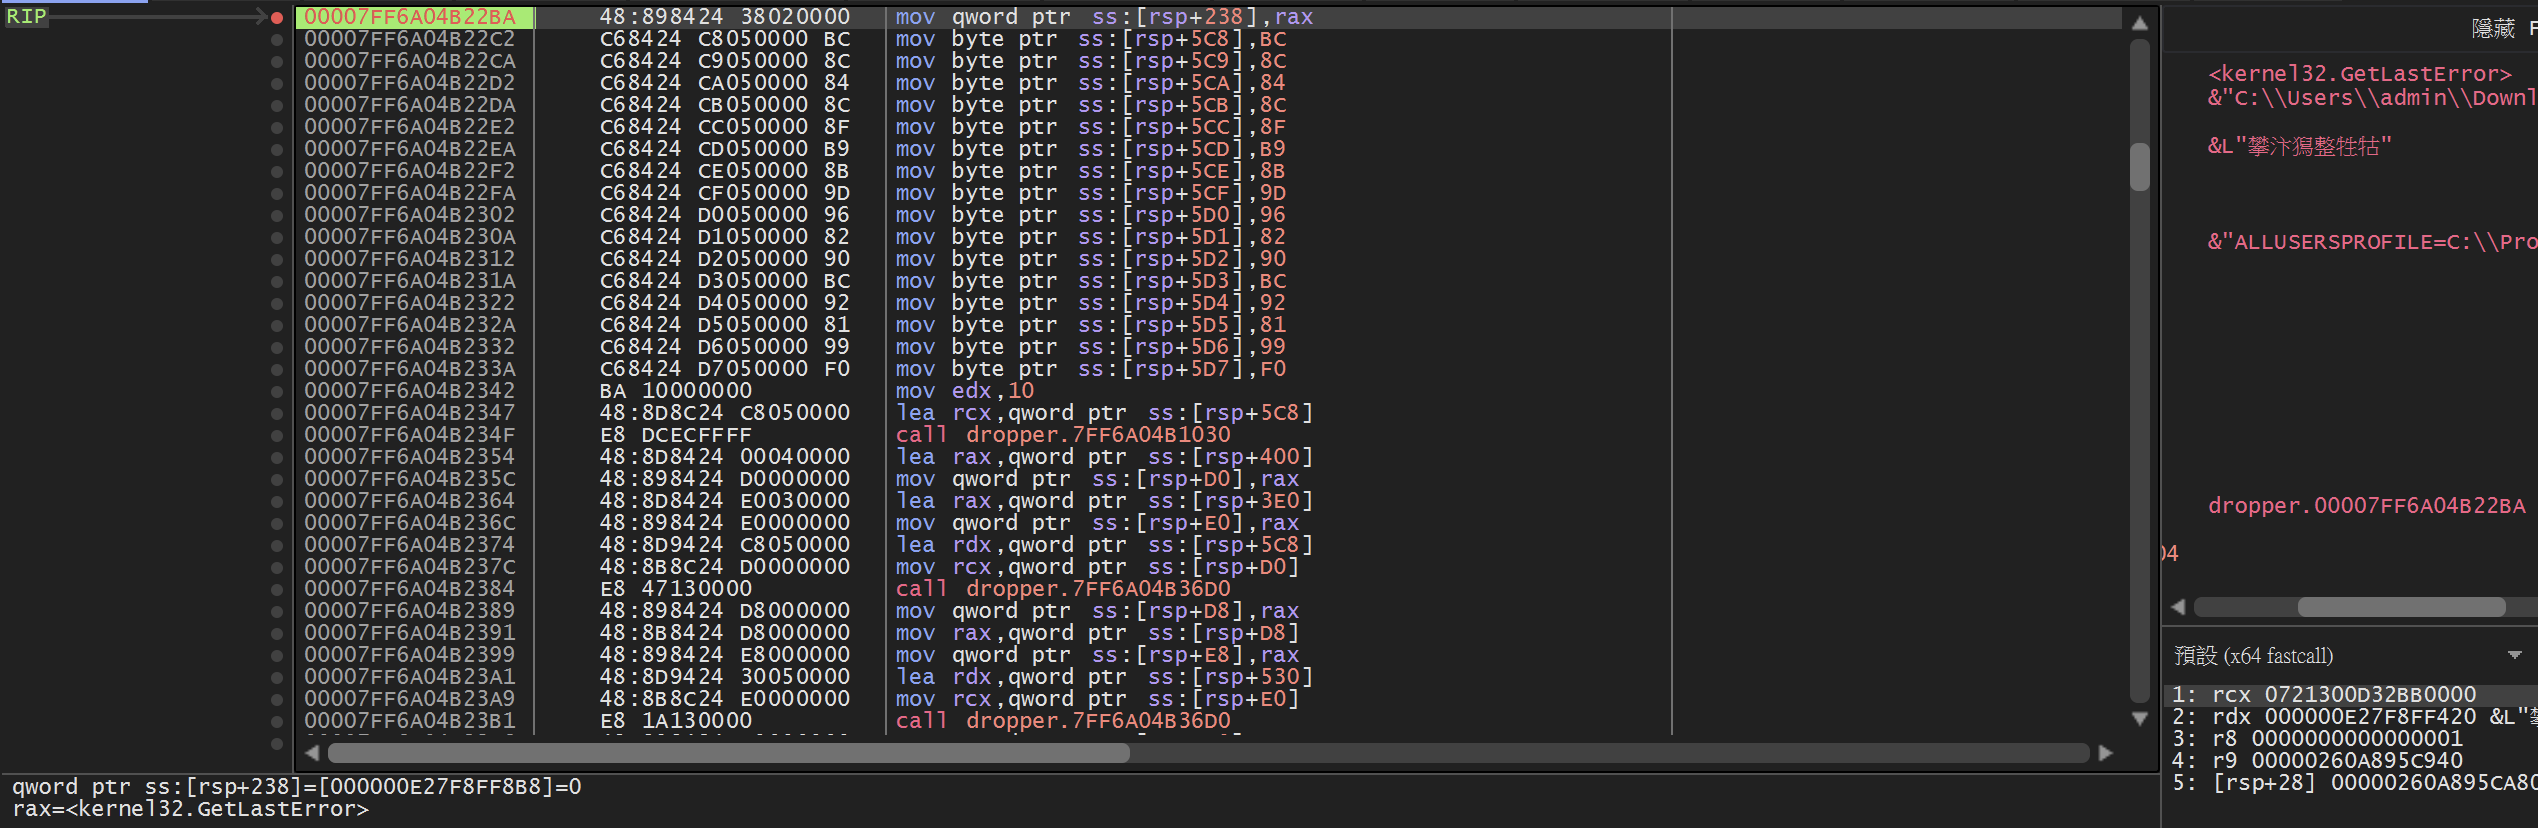 RIP
00007FF6A04B22BA 48:898424 38020000 mov qword ptr ss:[rsp+238],rax
00007FF6A04B22C2 C68424 C8050000 BC mov byte ptr ss:[rsp+5C8],BC
00007FF6A04B22CA C68424 C9050000 8C mov byte ptr ss:[rsp+5C9],8C
00007FF6A04B22D2 C68424 CA050000 84 mov byte ptr ss:[rsp+5CA],84
00007FF6A04B22DA C68424 CB050000 8C mov byte ptr ss:[rsp+5CB],8C
00007FF6A04B22E2 C68424 CC050000 8F mov byte ptr ss:[rsp+5CC],8F
00007FF6A04B22EA C68424 CD050000 B9 mov byte ptr ss:[rsp+5CD],B9
00007FF6A04B22F2 C68424 CE050000 8B mov byte ptr ss:[rsp+5CE],8B
00007FF6A04B22FA C68424 CF050000 9D mov byte ptr ss:[rsp+5CF],9D
00007FF6A04B2302 C68424 D0050000 96 mov byte ptr ss:[rsp+5D0],96
00007FF6A04B230A C68424 D1050000 82 mov byte ptr ss:[rsp+5D1],82
00007FF6A04B2312 C68424 D2050000 90 mov byte ptr ss:[rsp+5D2],90
00007FF6A04B231A C68424 D3050000 BC mov byte ptr ss:[rsp+5D3],BC
00007FF6A04B2322 C68424 D4050000 92 mov byte ptr ss:[rsp+5D4],92
00007FF6A04B232A C68424 D5050000 81 mov byte ptr ss:[rsp+5D5],81
00007FF6A04B2332 C68424 D6050000 99 mov byte ptr ss:[rsp+5D6],99
00007FF6A04B233A C68424 D7050000 F0 mov byte ptr ss:[rsp+5D7],F0
00007FF6A04B2342 BA 10000000 mov edx,10
00007FF6A04B2347 48:8D8C24 C8050000 lea rcx,qword ptr ss:[rsp+5C8]
00007FF6A04B234F E8 DCECFFFF call dropper.7FF6A04B1030
00007FF6A04B2354 48:8D8424 00040000 lea rax,qword ptr ss:[rsp+400]
00007FF6A04B235C 48:898424 D0000000 mov qword ptr ss:[rsp+D0],rax
00007FF6A04B2364 48:8D8424 E0030000 lea rax,qword ptr ss:[rsp+3E0]
00007FF6A04B236C 48:898424 E0000000 mov qword ptr ss:[rsp+E0],rax
00007FF6A04B2374 48:8D9424 C8050000 lea rdx,qword ptr ss:[rsp+5C8]
00007FF6A04B237C 48:8B8C24 D0000000 mov rcx,qword ptr ss:[rsp+D0]
00007FF6A04B2384 E8 47130000 call dropper.7FF6A04B36D0
00007FF6A04B2389 48:898424 D8000000 mov qword ptr ss:[rsp+D8],rax
00007FF6A04B2391 48:8B8424 D8000000 mov rax,qword ptr ss:[rsp+D8]
00007FF6A04B2399 48:898424 E8000000 mov qword ptr ss:[rsp+E8],rax
00007FF6A04B23A1 48:8D9424 30050000 lea rdx,qword ptr ss:[rsp+530]
00007FF6A04B23A9 48:8B8C24 E0000000 mov rcx,qword ptr ss:[rsp+E0]
00007FF6A04B23B1 E8 1A130000 call dropper.7FF6A04B36D0
qword ptr ss:[rsp+238]=[000000E27F8FF8B8]=0
rax=<kernel32.GetLastError>
隱藏 F
<kernel32.GetLastError>
&"C:\\Users\\admin\\Downl
&"ALLUSERSPROFILE=C:\\Pro
dropper.00007FF6A04B22BA
04
預設 (x64 fastcall)
1: rcx 0721300D32BB0000
2: rdx 000000E27F8FF420 &L"
3: r8 0000000000000001
4: r9 00000260A895C940
5: [rsp+28] 00000260A895CA80